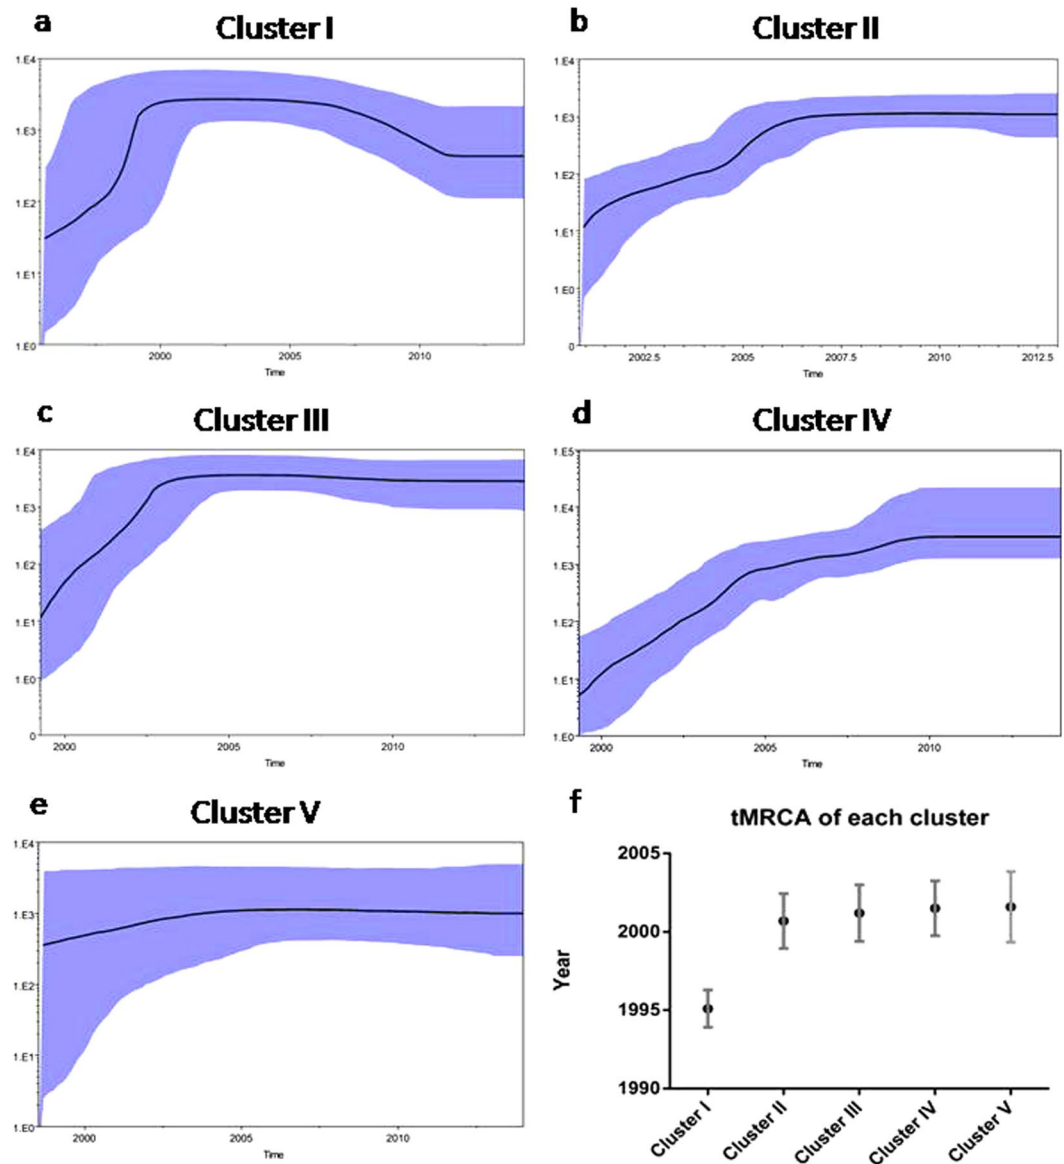 a
Cluster I
1.E4
1.E3
1.E2
1.E1
1.E0
2000
2005
2010
Time
b
Cluster II
1.E4
1.E3
1.E2
1.E1
1.E0
0
2002.5
2005
2007.5
2010
2012.5
Time
c
Cluster III
1.E4
1.E3
1.E2
1.E1
1.E0
0
2000
2005
2010
Time
d
Cluster IV
1.E5
1.E4
1.E3
1.E2
1.E1
1.E0
2000
2005
2010
Time
e
Cluster V
1.E4
1.E3
1.E2
1.E1
1.E0
2000
2005
2010
Time
f
tMRCA of each cluster
Year
2005
2000
1995
1990
Cluster I
Cluster II
Cluster III
Cluster IV
Cluster V